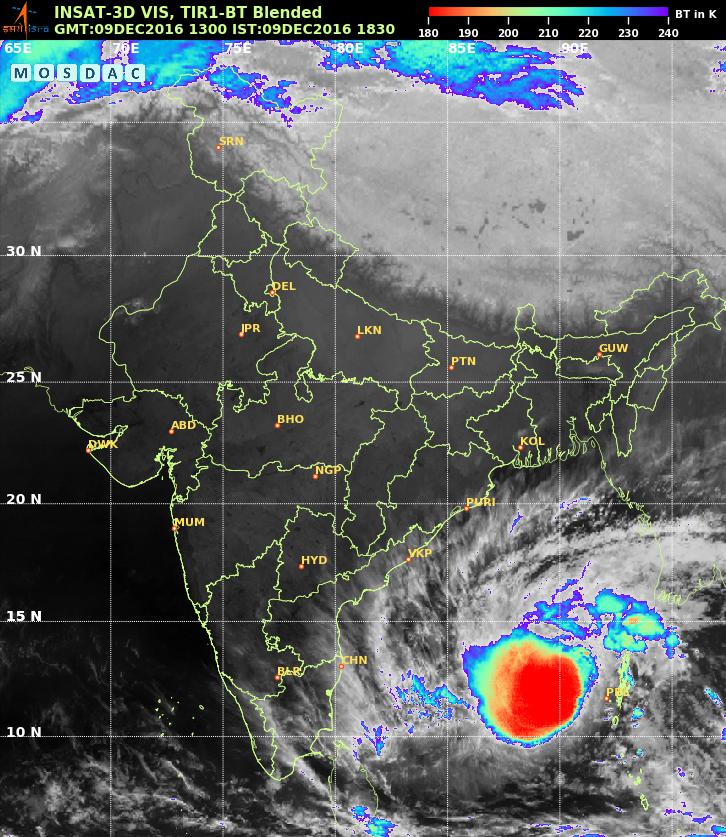 INSAT-3D VIS, TIR1-BT Blended
GMT:09DEC2016 1300 IST:09DEC2016 1830
BT in K
180 190 200 210 220 230 240
65E 75E 80E 85E 90E
MOSDAC
SRN
30 N
DEL
JPR LKN
GUW
PTN
25 N
ABD BHO
DWK KOL
NGP
20 N PURI
MUM
VKP
HYD
15 N
CHN
BLR
10 N